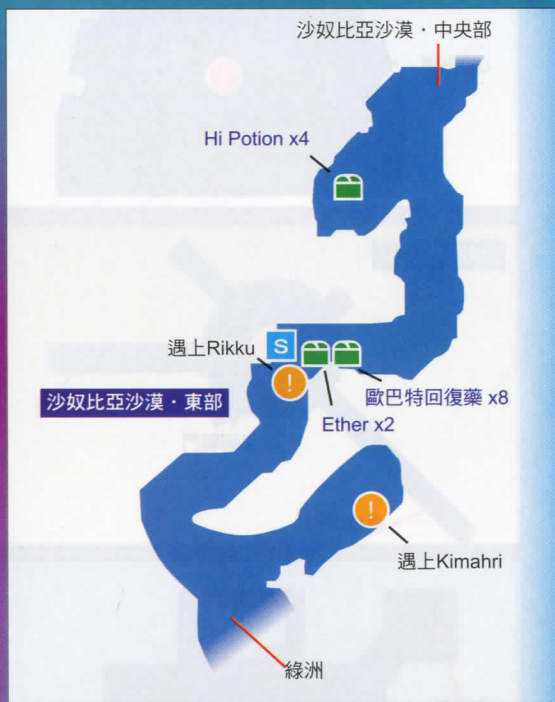 沙奴比亞沙漠・中央部
Hi Potion x4
遇上Rikku
S
沙奴比亞沙漠・東部
歐巴特回復藥 x8
Ether x2
遇上Kimahri
綠洲